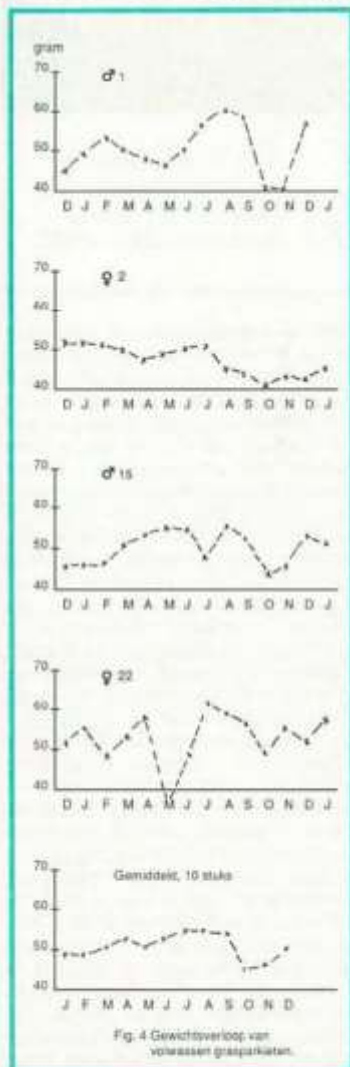 gram
70
♂ 1
60
50
40
D J F M A M J J A S O N D J
70
♀ 2
60
50
40
D J F M A M J J A S O N D J
70
♂ 15
60
50
40
D J F M A M J J A S O N D J
70
♀ 22
60
50
40
D J F M A M J J A S O N D J
70
Gemiddeld, 10 stuks
60
50
40
J F M A M J J A S O N D
Fig. 4 Gewichtsverloop van
volwassen grasparkieten.